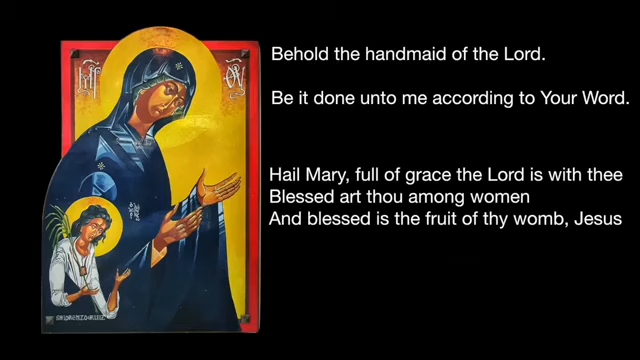 Behold the handmaid of the Lord.
Be it done unto me according to Your Word.
Hail Mary, full of grace the Lord is with thee
Blessed art thou among women
And blessed is the fruit of thy womb, Jesus